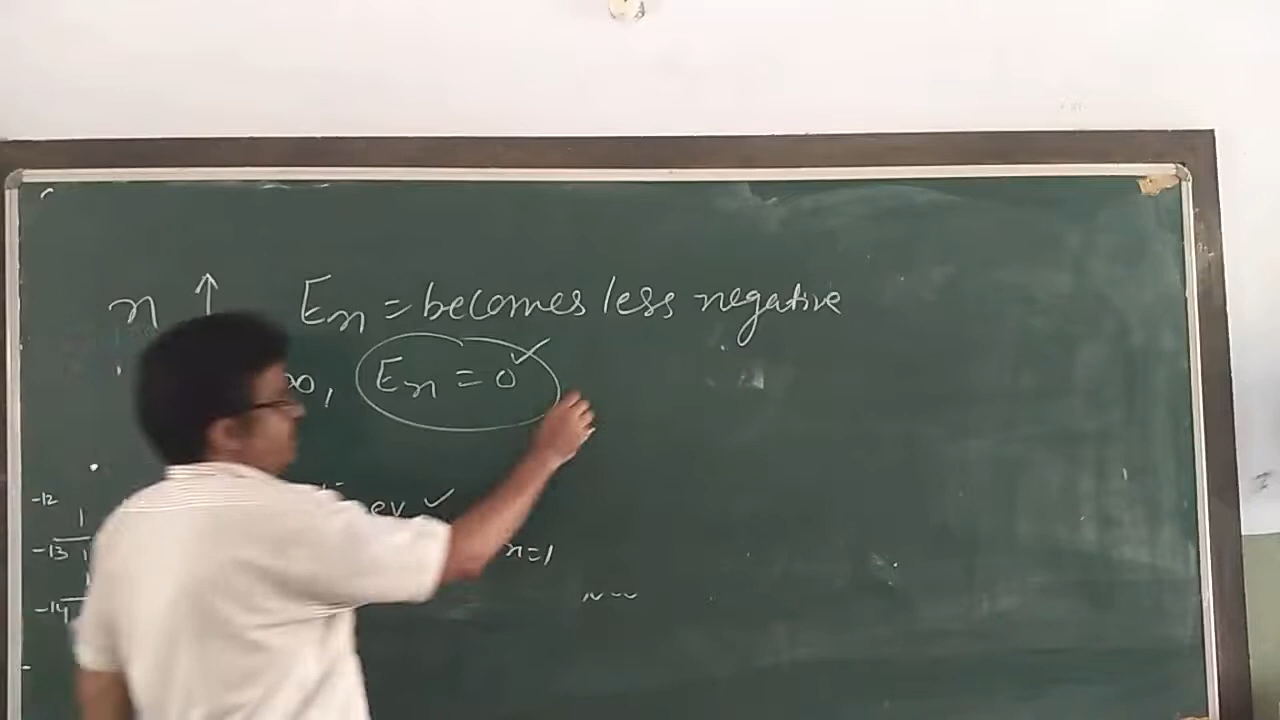 n ↑ En = becomes less negative
∞, En = 0 ✓
-12
ev ✓
-13
n=1
-14